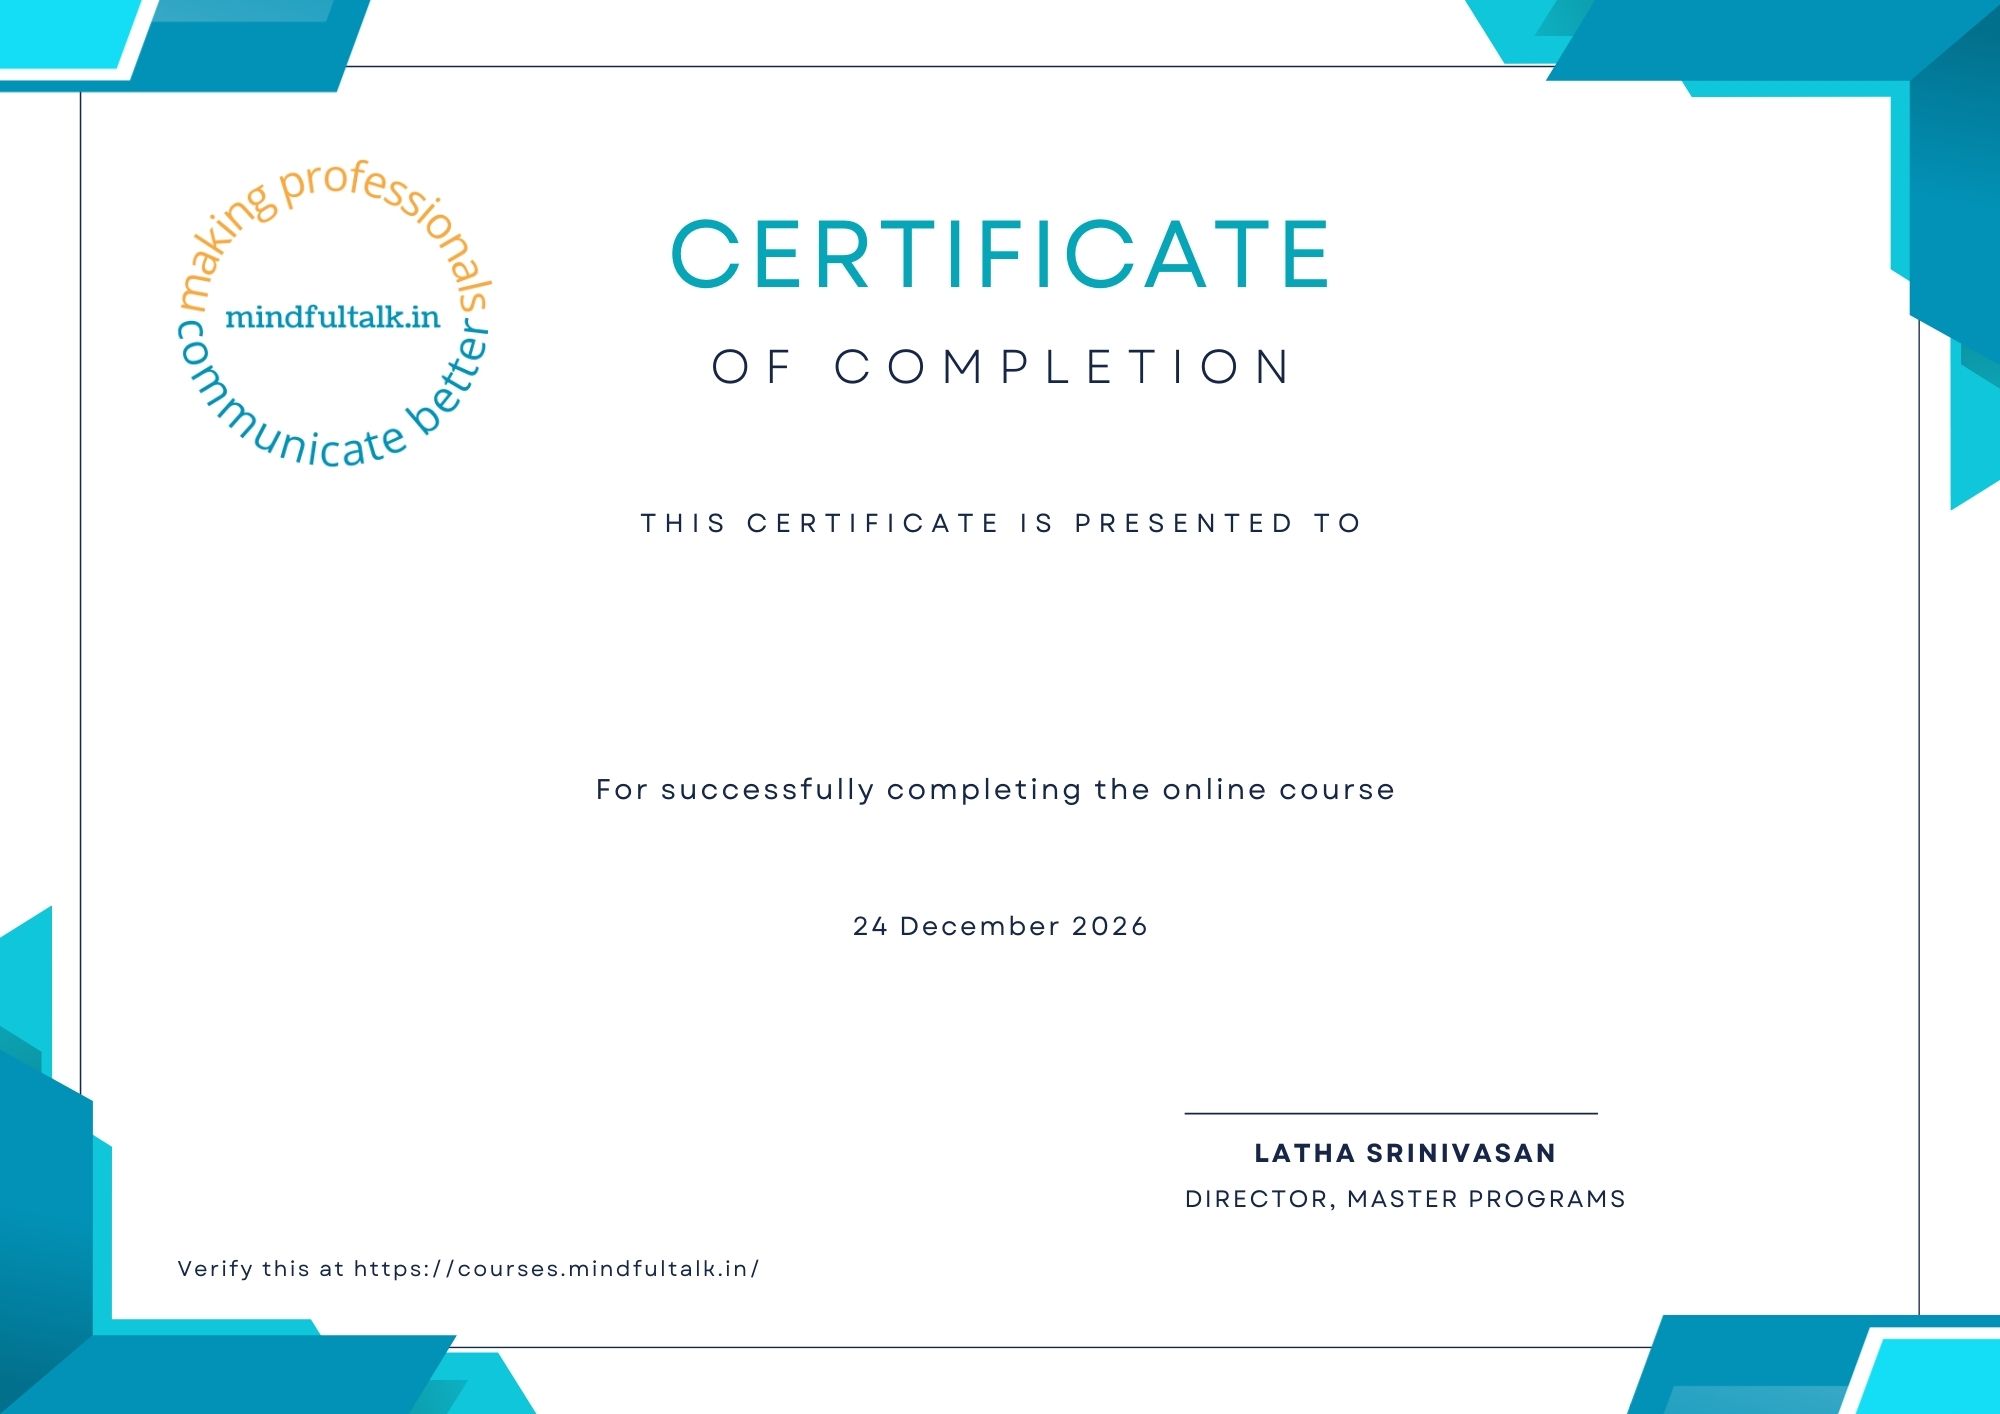 making professionals
mindfultalk.in
communicate better
CERTIFICATE
OF COMPLETION
THIS CERTIFICATE IS PRESENTED TO
For successfully completing the online course
24 December 2026
LATHA SRINIVASAN
DIRECTOR, MASTER PROGRAMS
Verify this at https://courses.mindfultalk.in/